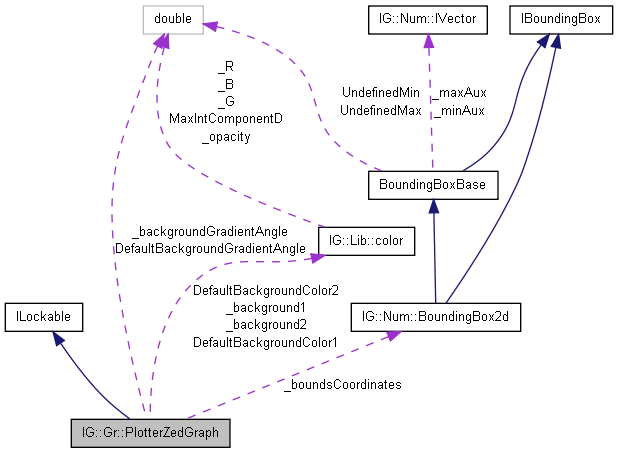 double
IG::Num::IVector
IBoundingBox
_R
_B
_G
MaxIntComponentD
_opacity
UndefinedMin
UndefinedMax
_maxAux
_minAux
BoundingBoxBase
_backgroundGradientAngle
DefaultBackgroundGradientAngle
IG::Lib::color
DefaultBackgroundColor2
_background1
_background2
DefaultBackgroundColor1
ILockable
IG::Num::BoundingBox2d
_boundsCoordinates
IG::Gr::PlotterZedGraph